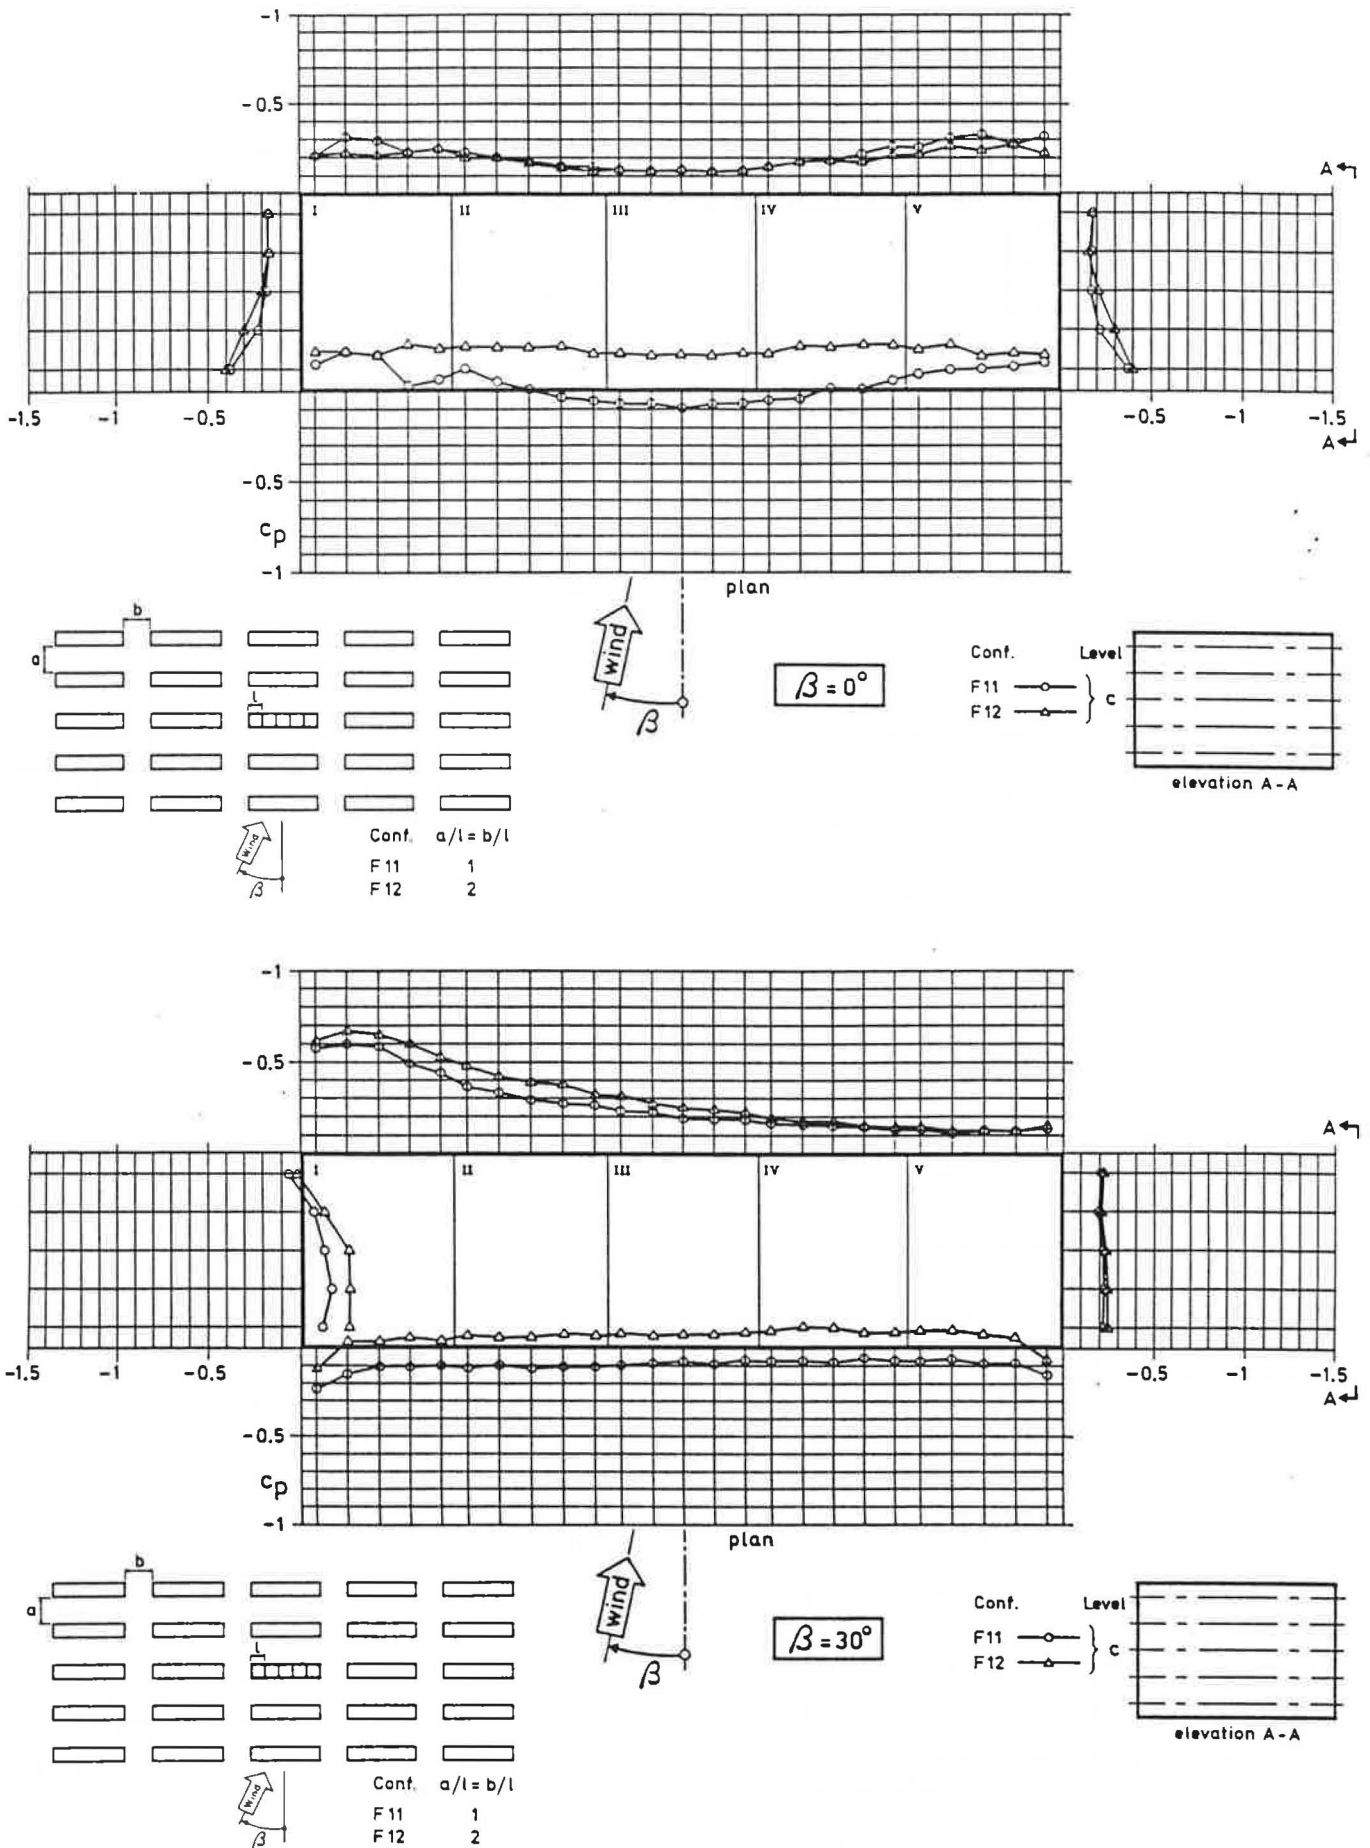 -1
-0.5
A
I II III IV V
-1.5 -1 -0.5
-0.5 -1 -1.5
A
-0.5
cp
-1
plan
b
a
l
wind
β
β = 0°
Conf. Level
F11
F12
C
elevation A-A
Wind
β
Conf. a/l = b/l
F11 1
F12 2
-1
-0.5
A
I II III IV V
-1.5 -1 -0.5
-0.5 -1 -1.5
A
-0.5
cp
-1
plan
b
a
l
wind
β
β = 30°
Conf. Level
F11
F12
C
elevation A-A
Wind
β
Conf. a/l = b/l
F11 1
F12 2